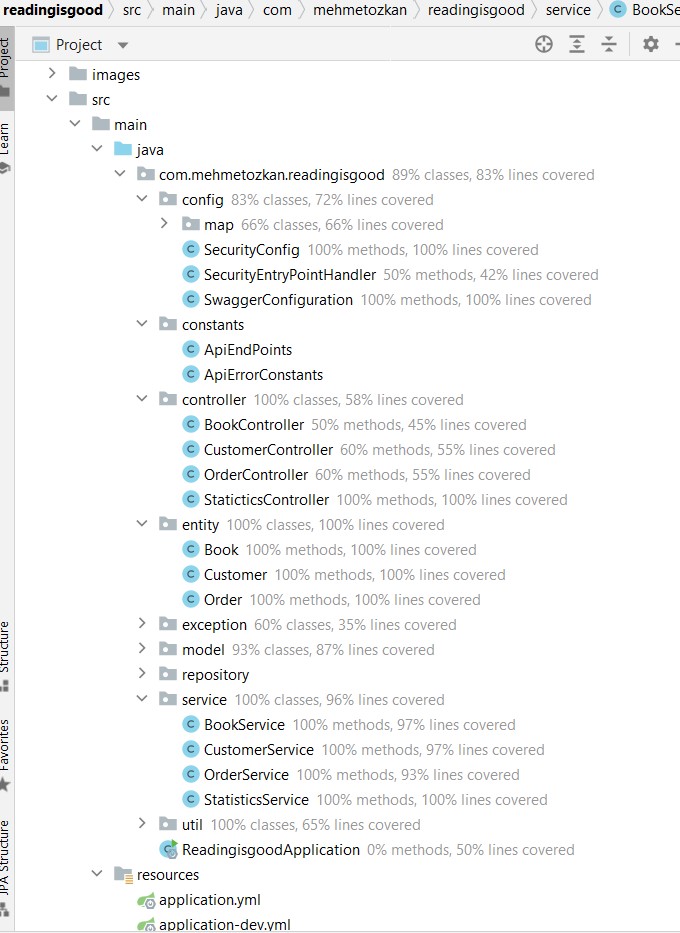 readingisgood src main java com mehmetozkan readingisgood service C BookSe
Project
Project
Learn
Structure
Favorites
JPA Structure
images
src
main
java
com.mehmetozkan.readingisgood 89% classes, 83% lines covered
config 83% classes, 72% lines covered
map 66% classes, 66% lines covered
C SecurityConfig 100% methods, 100% lines covered
C SecurityEntryPointHandler 50% methods, 42% lines covered
C SwaggerConfiguration 100% methods, 100% lines covered
constants
C ApiEndPoints
C ApiErrorConstants
controller 100% classes, 58% lines covered
C BookController 50% methods, 45% lines covered
C CustomerController 60% methods, 55% lines covered
C OrderController 60% methods, 55% lines covered
C StaticticsController 100% methods, 100% lines covered
entity 100% classes, 100% lines covered
C Book 100% methods, 100% lines covered
C Customer 100% methods, 100% lines covered
C Order 100% methods, 100% lines covered
exception 60% classes, 35% lines covered
model 93% classes, 87% lines covered
repository
service 100% classes, 96% lines covered
C BookService 100% methods, 97% lines covered
C CustomerService 100% methods, 97% lines covered
C OrderService 100% methods, 93% lines covered
C StatisticsService 100% methods, 100% lines covered
util 100% classes, 65% lines covered
C ReadingisgoodApplication 0% methods, 50% lines covered
resources
application.yml
application-dev.yml